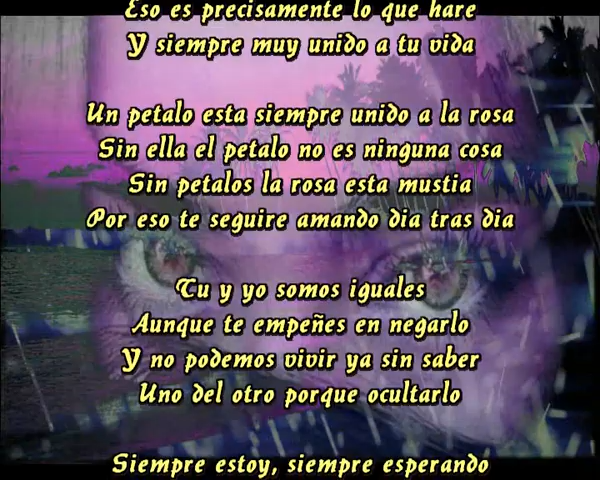 Eso es precisamente lo que hare
Y siempre muy unido a tu vida
Un petalo esta siempre unido a la rosa
Sin ella el petalo no es ninguna cosa
Sin petalos la rosa esta mustia
Por eso te seguire amando dia tras dia
Tu y yo somos iguales
Aunque te empeñes en negarlo
Y no podemos vivir ya sin saber
Uno del otro porque ocultarlo
Siempre estoy, siempre esperando